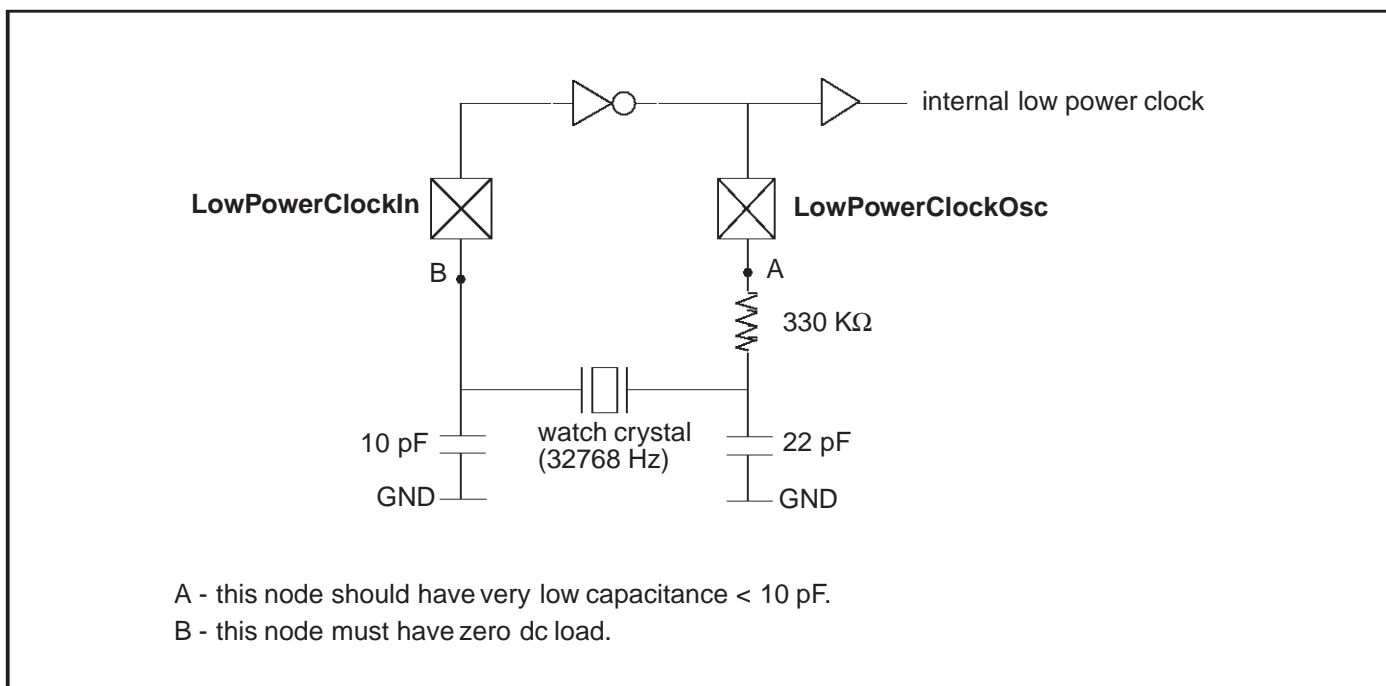 internal low power clock
LowPowerClockIn
LowPowerClockOsc
B
A
330 KΩ
10 pF
watch crystal
(32768 Hz)
22 pF
GND
GND
A - this node should have very low capacitance < 10 pF.
B - this node must have zero dc load.